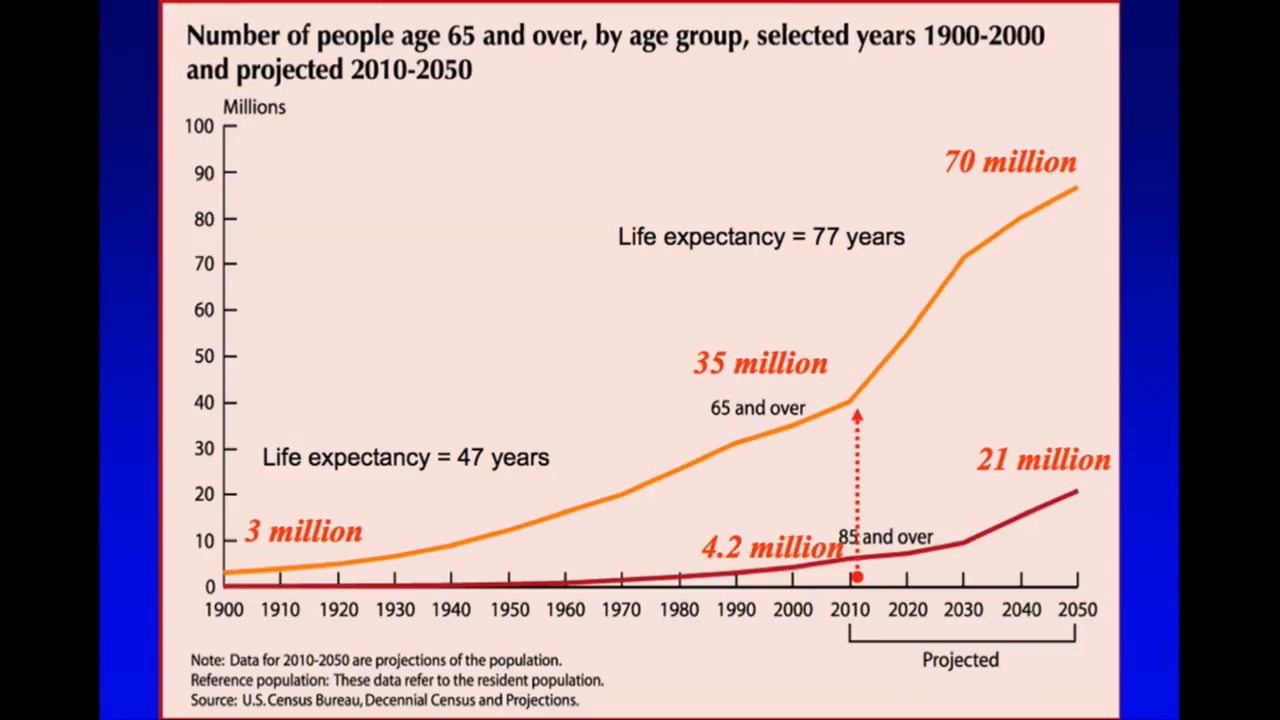 Number of people age 65 and over, by age group, selected years 1900-2000
and projected 2010-2050
Millions
100
90
70 million
80
Life expectancy = 77 years
70
60
50
35 million
40
65 and over
30
Life expectancy = 47 years
21 million
20
3 million
10
85 and over
4.2 million
0
1900 1910 1920 1930 1940 1950 1960 1970 1980 1990 2000 2010 2020 2030 2040 2050
Projected
Note: Data for 2010-2050 are projections of the population.
Reference population: These data refer to the resident population.
Source: U.S. Census Bureau, Decennial Census and Projections.